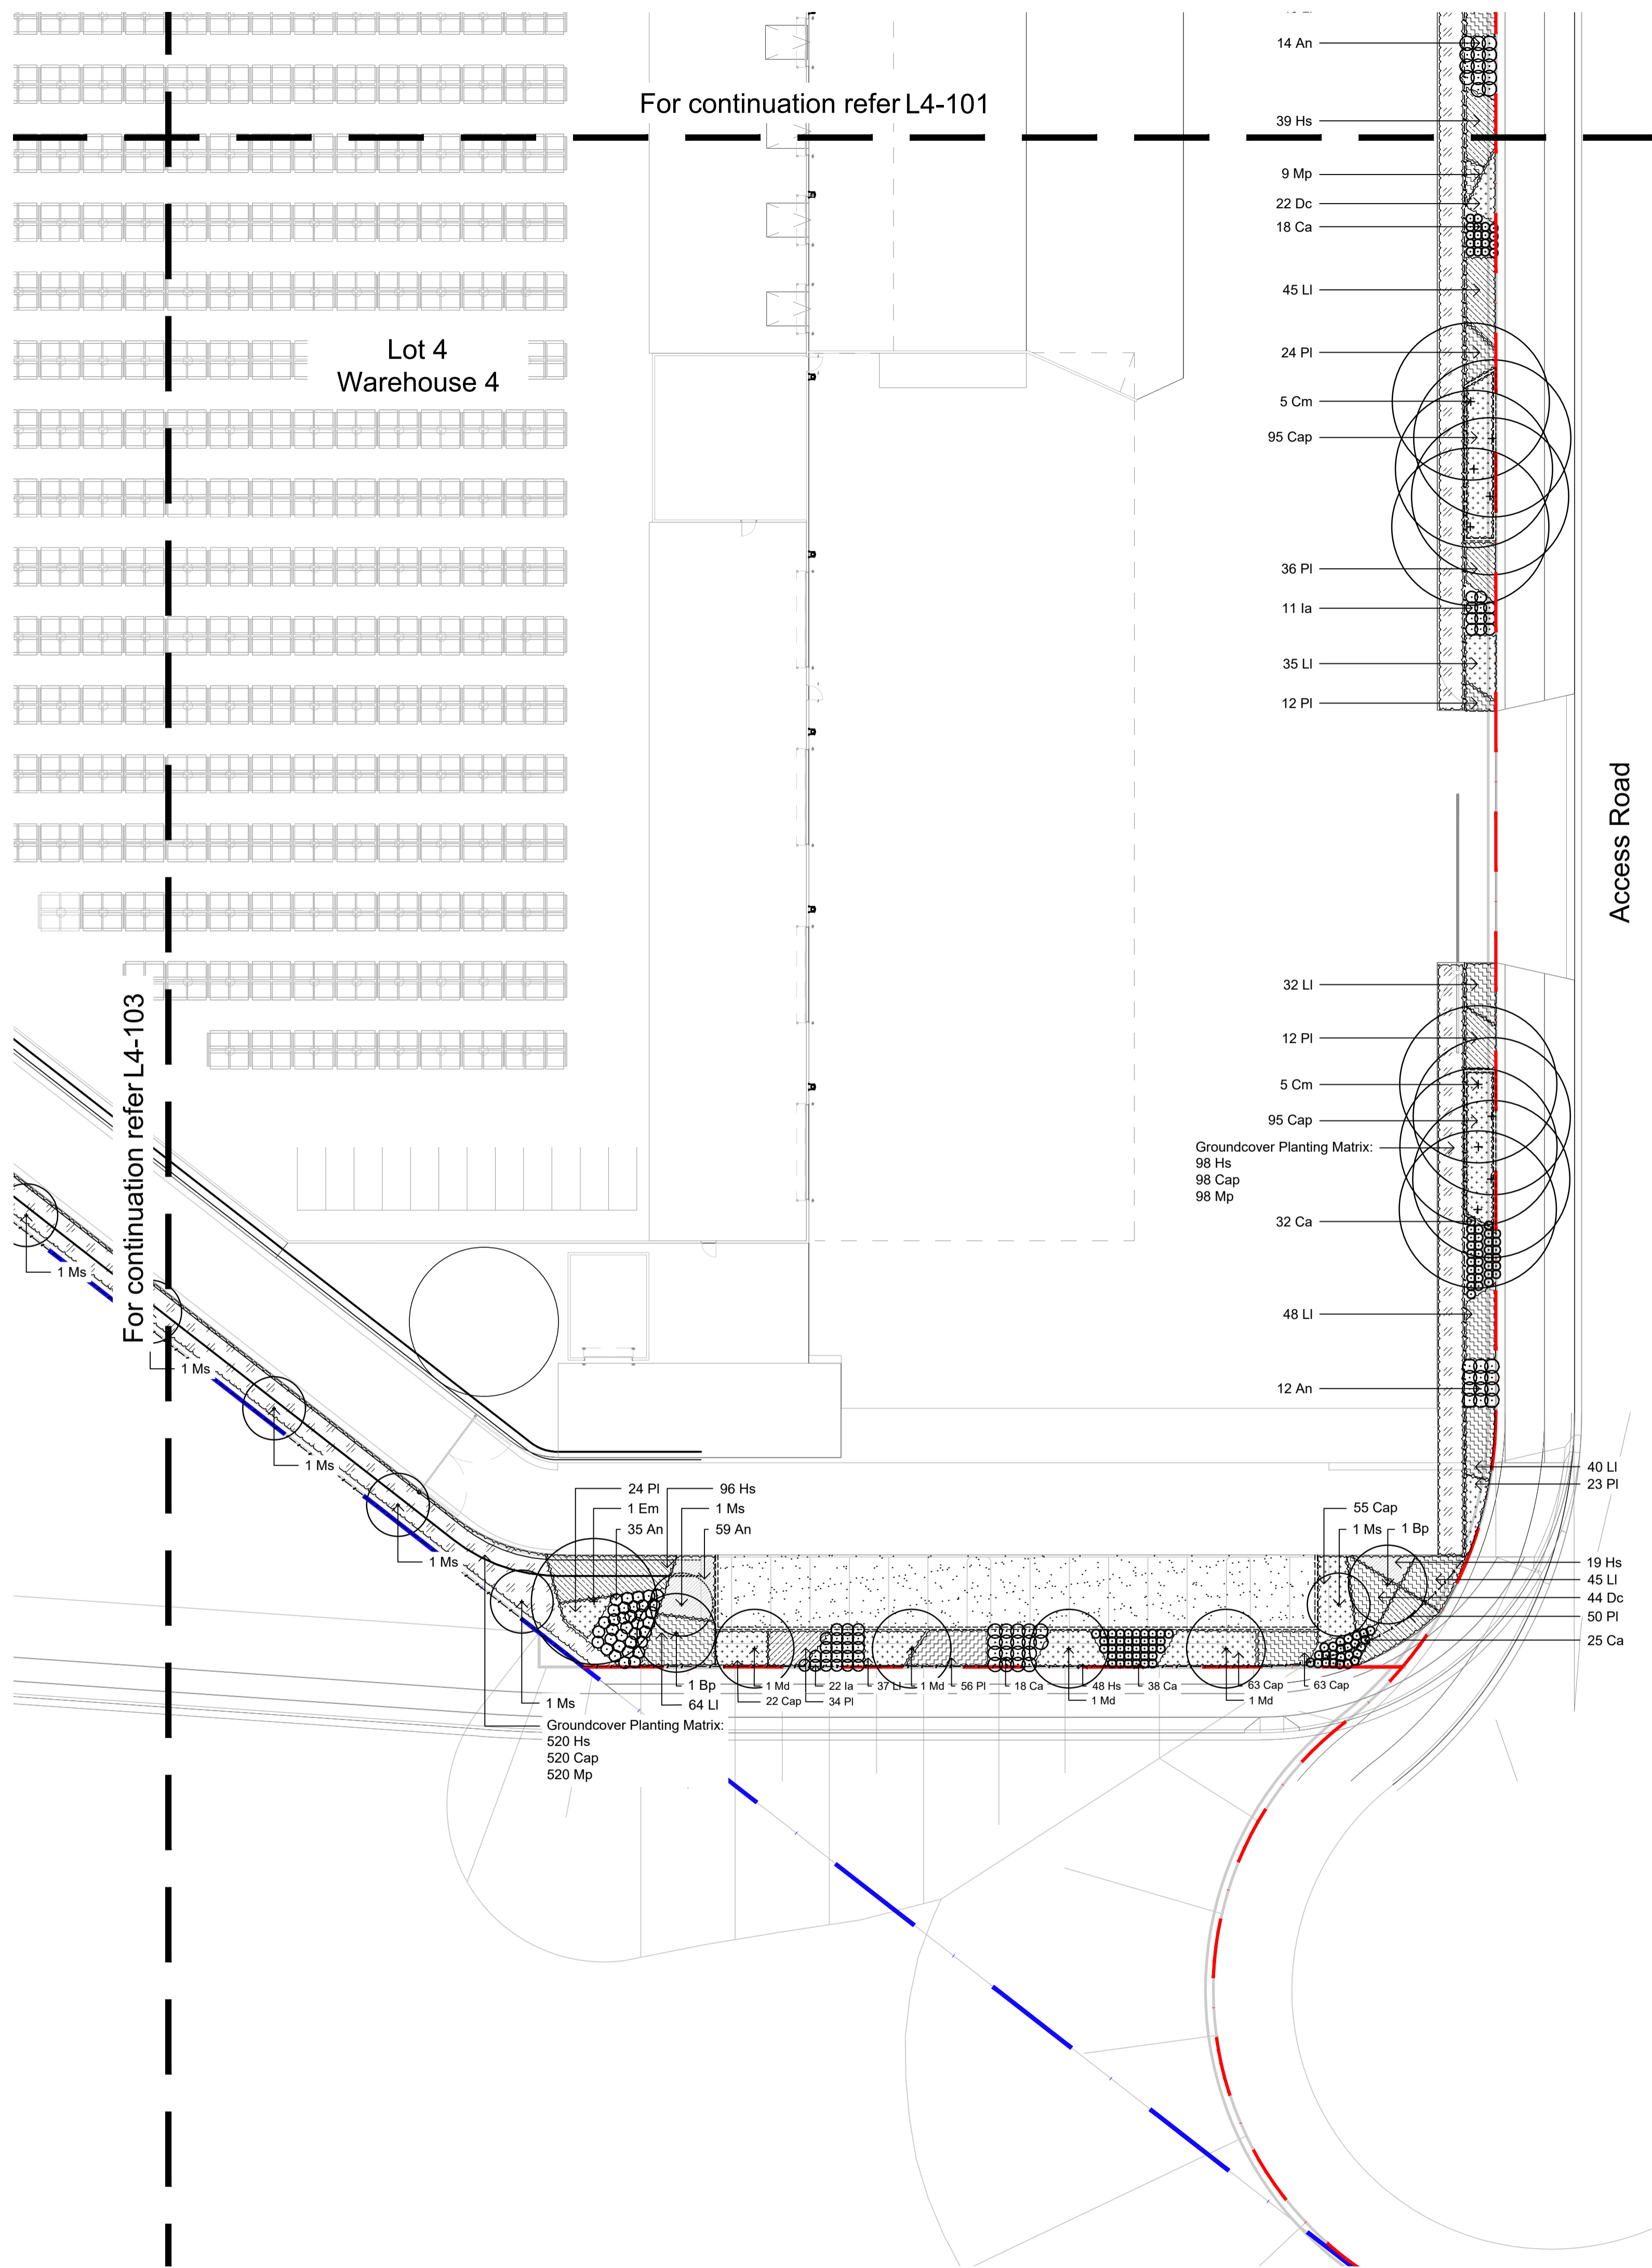 14 An
For continuation refer L4-101
39 Hs
9 Mp
22 Dc
18 Ca
45 Ll
Lot 4
Warehouse 4
24 Pl
5 Cm
95 Cap
36 Pl
11 Ia
35 Ll
12 Pl
Access Road
32 Ll
12 Pl
5 Cm
95 Cap
Groundcover Planting Matrix:
98 Hs
98 Cap
98 Mp
32 Ca
48 Ll
12 An
For continuation refer L4-103
1 Ms
1 Ms
1 Ms
1 Ms
40 Ll
23 Pl
24 Pl
96 Hs
1 Em
1 Ms
35 An
59 An
55 Cap
1 Ms
1 Bp
19 Hs
45 Ll
44 Dc
50 Pl
25 Ca
1 Bp
64 Ll
1 Md
22 Cap
22 Ia
34 Pl
37 Ll
1 Md
56 Pl
18 Ca
48 Hs
1 Md
38 Ca
63 Cap
1 Md
63 Cap
1 Ms
Groundcover Planting Matrix:
520 Hs
520 Cap
520 Mp